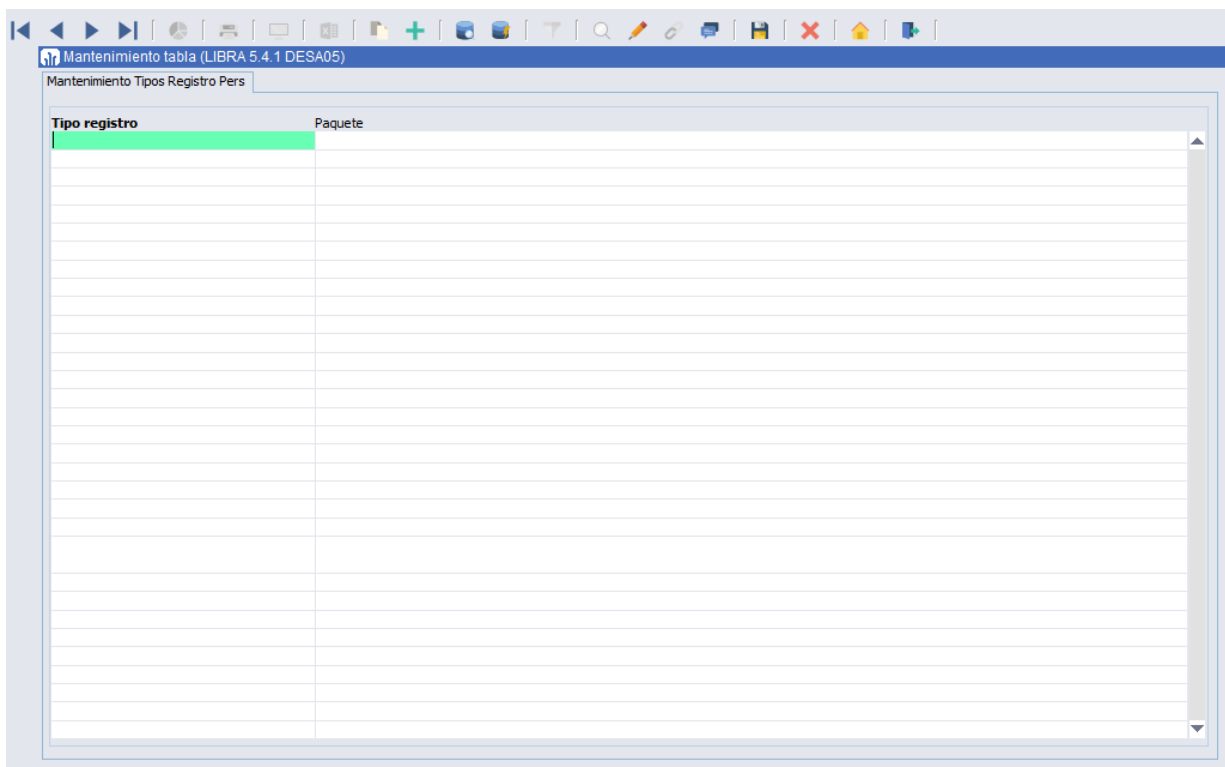 Mantenimiento tabla (LIBRA 5.4.1 DESA05)
Mantenimiento Tipos Registro Pers
Tipo registro Paquete